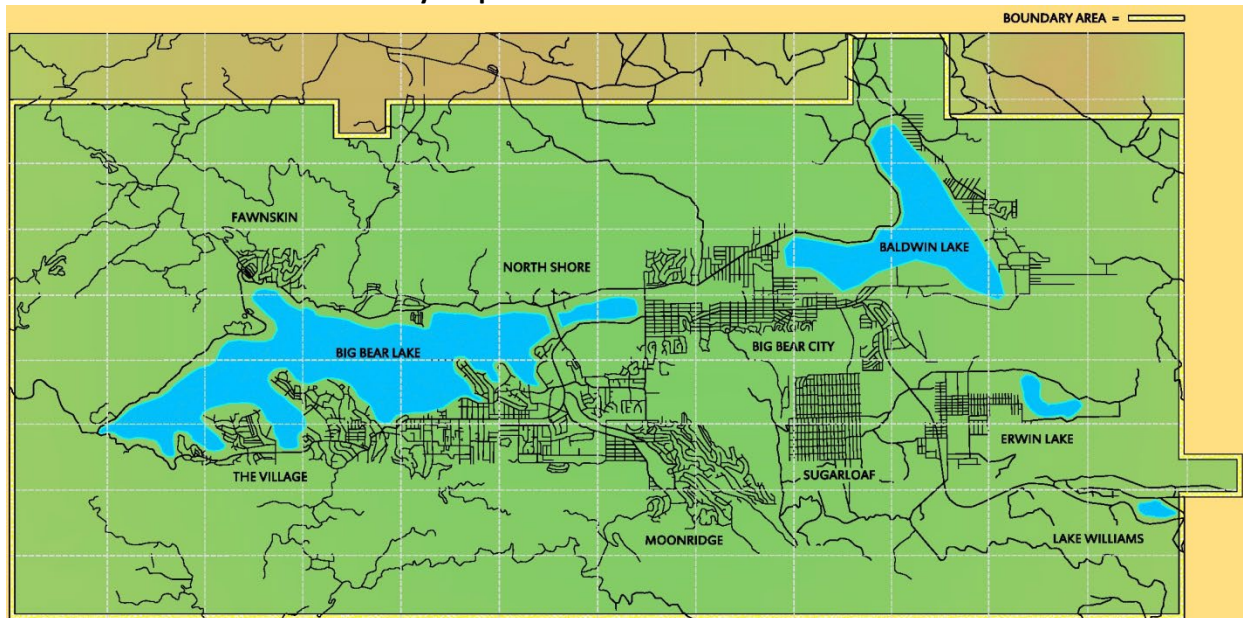 BOUNDARY AREA =
FAWNSKIN
BALDWIN LAKE
NORTH SHORE
BIG BEAR CITY
BIG BEAR LAKE
ERWIN LAKE
THE VILLAGE
SUGARLOAF
MOONRIDGE
LAKE WILLIAMS